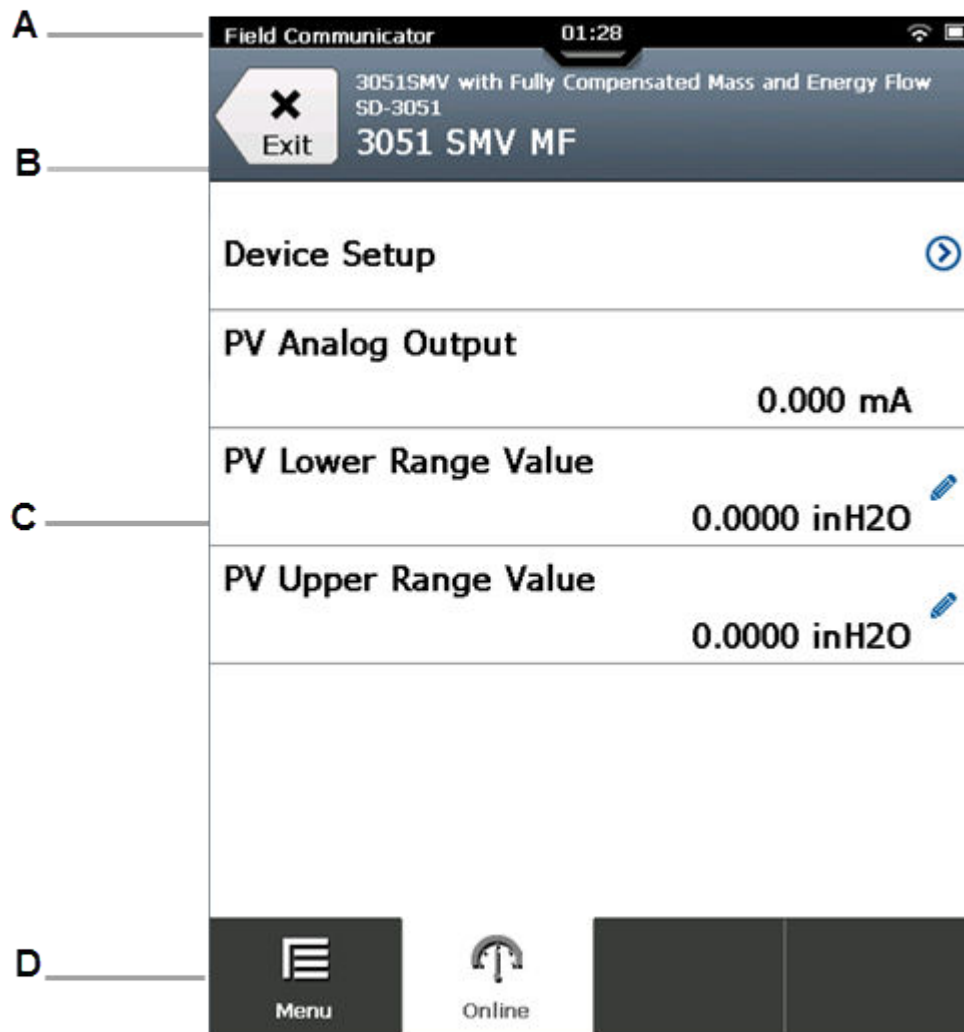 A
Field Communicator 01:28
3051SMV with Fully Compensated Mass and Energy Flow
SD-3051
Exit
3051 SMV MF
B
Device Setup
PV Analog Output
0.000 mA
PV Lower Range Value
C
0.0000 inH2O
PV Upper Range Value
0.0000 inH2O
D
Menu
Online